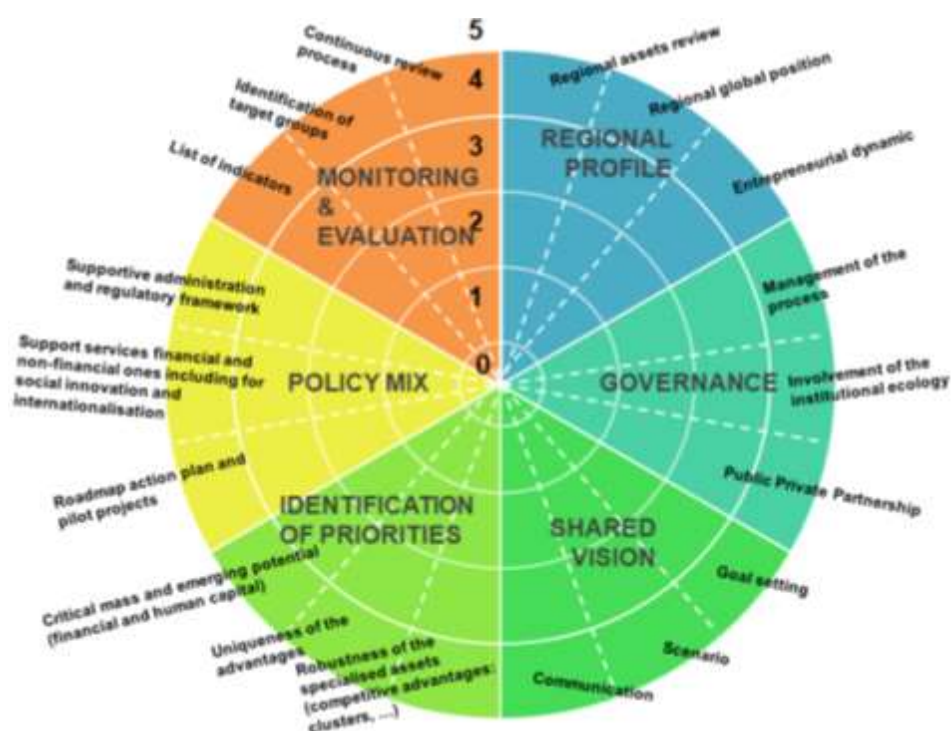 5
4
3
2
1
0
REGIONAL
PROFILE
Regional assets review
Regional global position
Entrepreneurial dynamic
GOVERNANCE
Management of the
process
Involvement of the
institutional ecology
Public Private Partnership
SHARED
VISION
Goal setting
Scenario
Communication
IDENTIFICATION
OF PRIORITIES
Robustness of the
specialised assets
(competitive advantages:
clusters, ...)
Uniqueness of the
advantages
Critical mass and emerging potential
(financial and human capital)
POLICY MIX
Roadmap action plan and
pilot projects
Support services financial and
non-financial ones including for
social innovation and
internationalisation
Supportive administration
and regulatory framework
MONITORING
&
EVALUATION
List of indicators
Identification of
target groups
Continuous review
process